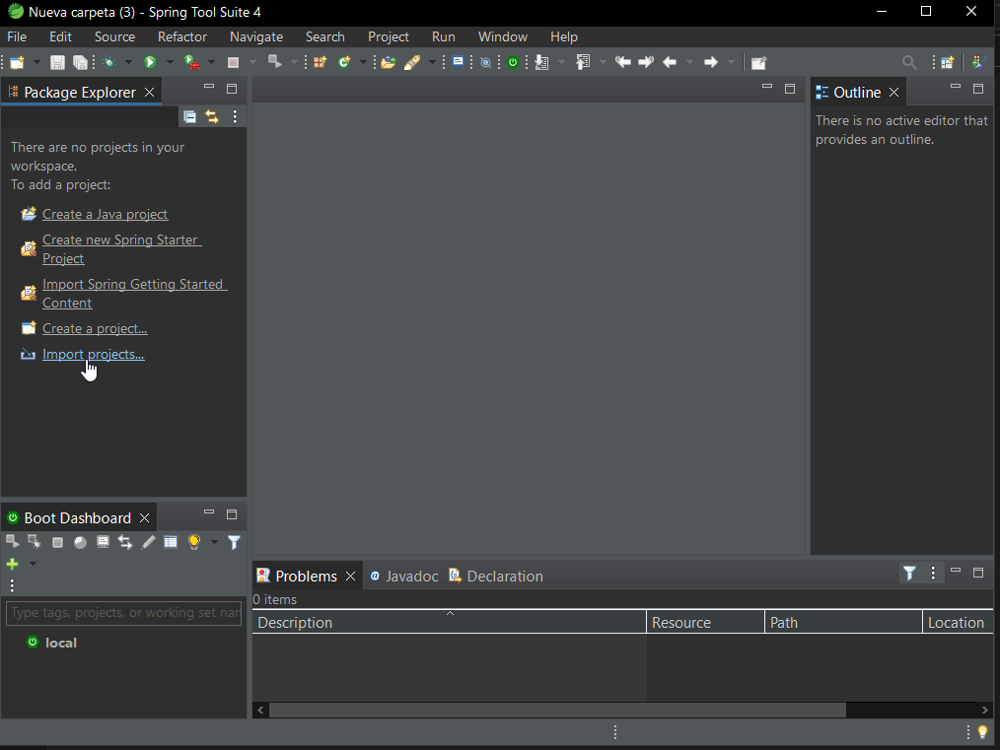 Nueva carpeta (3) - Spring Tool Suite 4
File Edit Source Refactor Navigate Search Project Run Window Help
Package Explorer
There are no projects in your
workspace.
To add a project:
Create a Java project
Create new Spring Starter
Project
Import Spring Getting Started
Content
Create a project...
Import projects...
Outline
There is no active editor that
provides an outline.
Boot Dashboard
Type tags, projects, or working set nam
local
Problems Javadoc Declaration
0 items
Description Resource Path Location